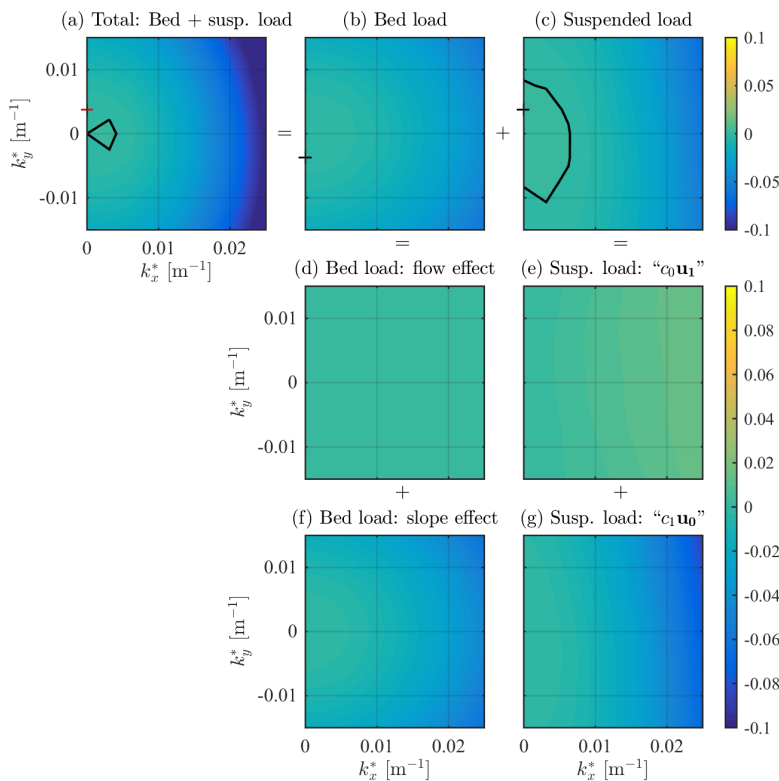 (a) Total: Bed + susp. load
(b) Bed load
(c) Suspended load
0.01
0
-0.01
k*y [m⁻¹]
0 0.01 0.02
k*x [m⁻¹]
=
+
=
=
0.1
0.05
0
-0.05
-0.1
(d) Bed load: flow effect
(e) Susp. load: “c₀u₁”
0.01
0
-0.01
k*y [m⁻¹]
+
+
(f) Bed load: slope effect
(g) Susp. load: “c₁u₀”
0.01
0
-0.01
k*y [m⁻¹]
0 0.01 0.02
k*x [m⁻¹]
0 0.01 0.02
k*x [m⁻¹]
0.1
0.08
0.06
0.04
0.02
0
-0.02
-0.04
-0.06
-0.08
-0.1